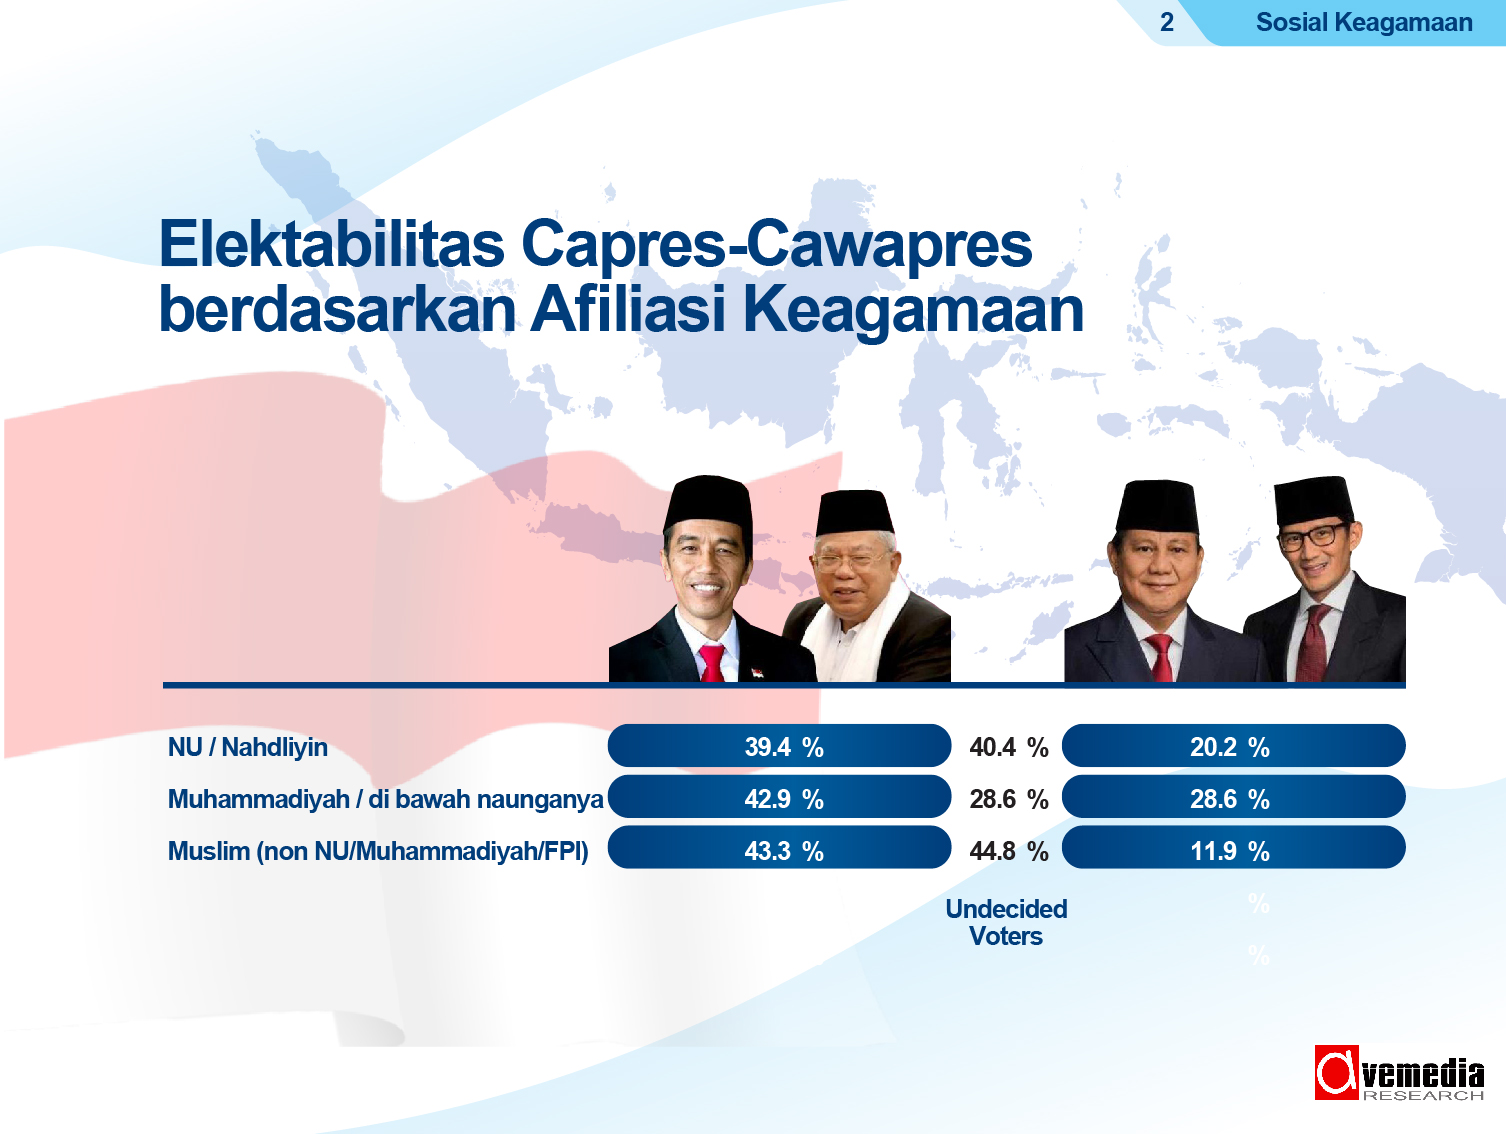 2 Sosial Keagamaan
Elektabilitas Capres-Cawapres
berdasarkan Afiliasi Keagamaan
NU / Nahdliyin 39.4 % 40.4 % 20.2 %
Muhammadiyah / di bawah naunganya 42.9 % 28.6 % 28.6 %
Muslim (non NU/Muhammadiyah/FPI) 43.3 % 44.8 % 11.9 %
Undecided
Voters
%
%
avemedia
RESEARCH